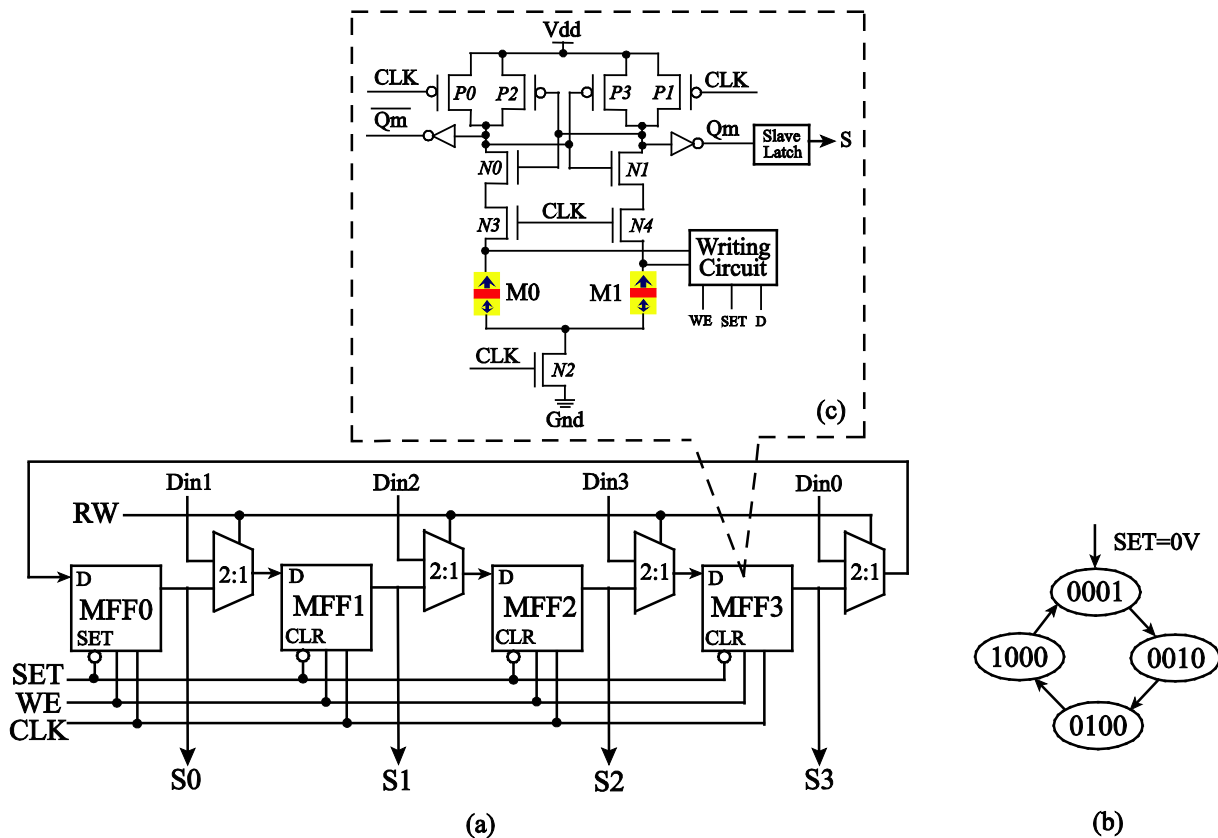 Vdd
CLK P0 P2 P3 P1 CLK
Qm Qm Slave Latch S
N0 N1
N3 CLK N4
Writing Circuit
M0 M1
WE SET D
CLK N2
Gnd
(c)
Din1 Din2 Din3 Din0
RW
D 2:1 D 2:1 D 2:1 D 2:1
MFF0 MFF1 MFF2 MFF3
SET CLR CLR CLR
SET
WE
CLK
S0 S1 S2 S3
(a)
SET=0V
0001
1000 0010
0100
(b)